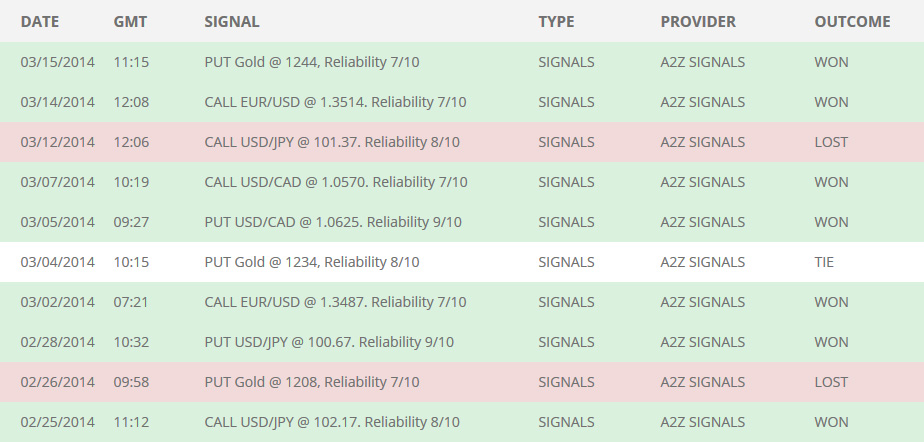 DATE GMT SIGNAL TYPE PROVIDER OUTCOME
03/15/2014 11:15 PUT Gold @ 1244, Reliability 7/10 SIGNALS A2Z SIGNALS WON
03/14/2014 12:08 CALL EUR/USD @ 1.3514. Reliability 7/10 SIGNALS A2Z SIGNALS WON
03/12/2014 12:06 CALL USD/JPY @ 101.37. Reliability 8/10 SIGNALS A2Z SIGNALS LOST
03/07/2014 10:19 CALL USD/CAD @ 1.0570. Reliability 7/10 SIGNALS A2Z SIGNALS WON
03/05/2014 09:27 PUT USD/CAD @ 1.0625. Reliability 9/10 SIGNALS A2Z SIGNALS WON
03/04/2014 10:15 PUT Gold @ 1234, Reliability 8/10 SIGNALS A2Z SIGNALS TIE
03/02/2014 07:21 CALL EUR/USD @ 1.3487. Reliability 7/10 SIGNALS A2Z SIGNALS WON
02/28/2014 10:32 PUT USD/JPY @ 100.67. Reliability 9/10 SIGNALS A2Z SIGNALS WON
02/26/2014 09:58 PUT Gold @ 1208, Reliability 7/10 SIGNALS A2Z SIGNALS LOST
02/25/2014 11:12 CALL USD/JPY @ 102.17. Reliability 8/10 SIGNALS A2Z SIGNALS WON